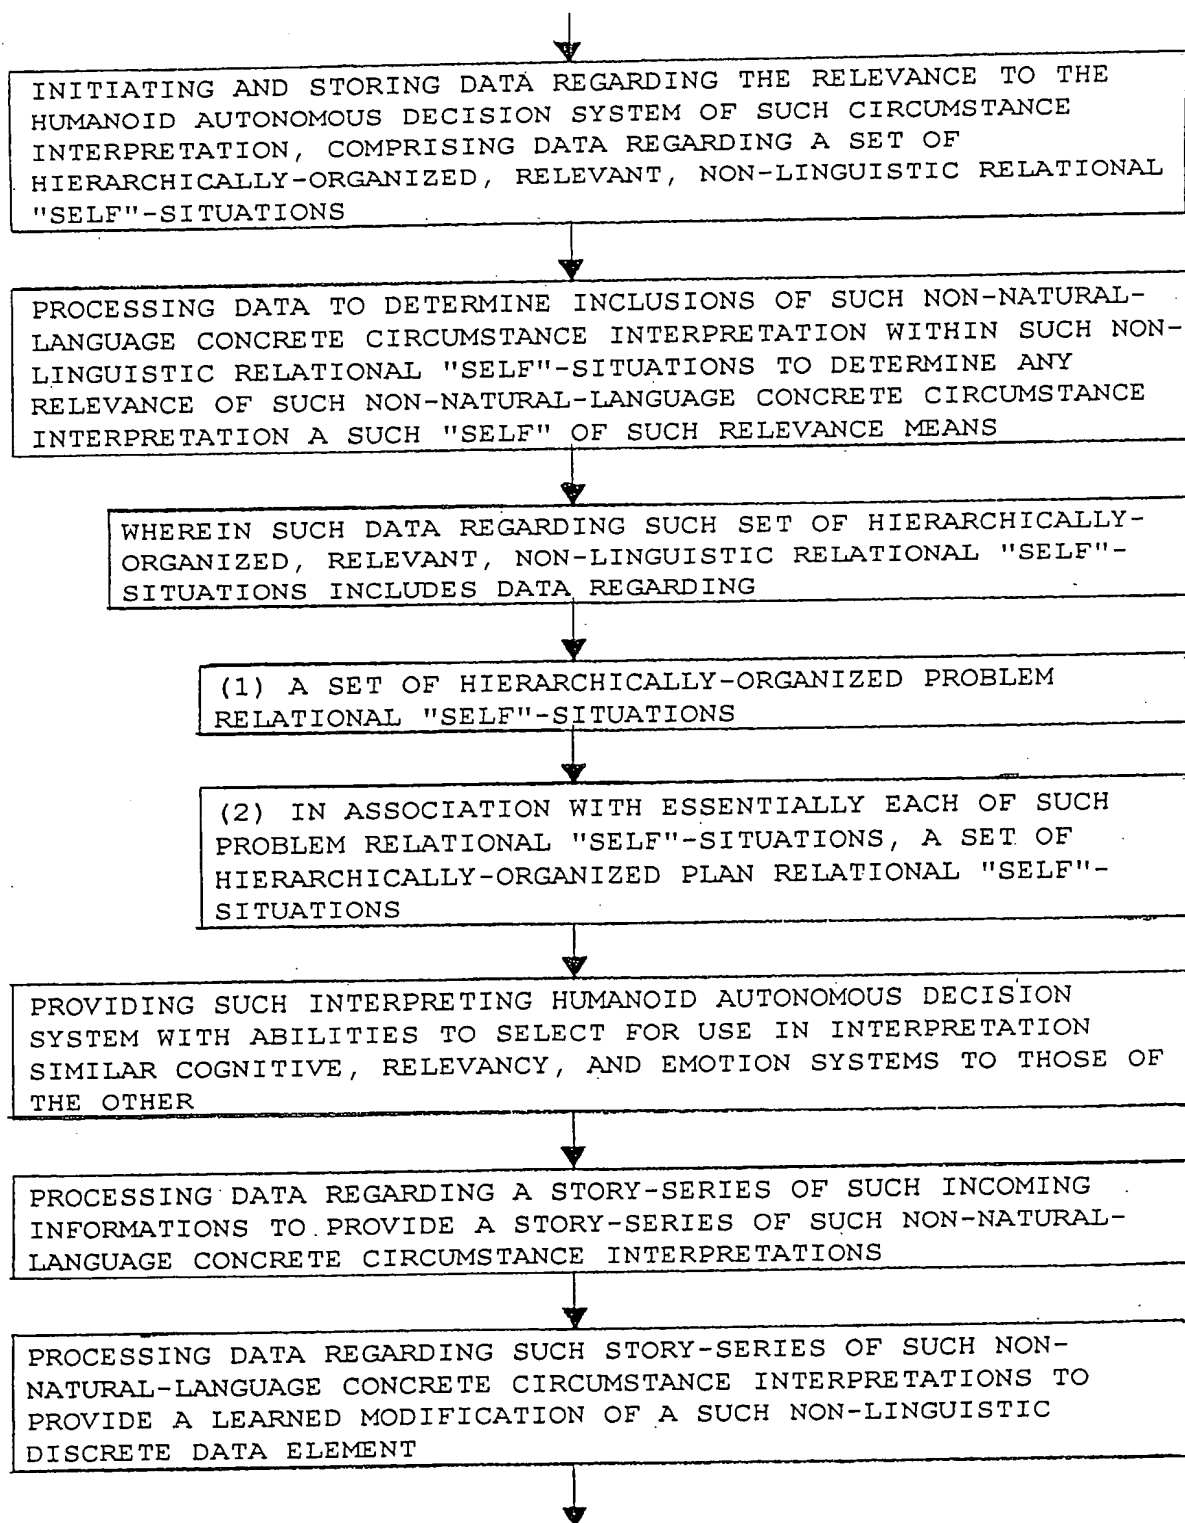 INITIATING AND STORING DATA REGARDING THE RELEVANCE TO THE
HUMANOID AUTONOMOUS DECISION SYSTEM OF SUCH CIRCUMSTANCE
INTERPRETATION, COMPRISING DATA REGARDING A SET OF
HIERARCHICALLY-ORGANIZED, RELEVANT, NON-LINGUISTIC RELATIONAL
"SELF"-SITUATIONS
PROCESSING DATA TO DETERMINE INCLUSIONS OF SUCH NON-NATURAL-
LANGUAGE CONCRETE CIRCUMSTANCE INTERPRETATION WITHIN SUCH NON-
LINGUISTIC RELATIONAL "SELF"-SITUATIONS TO DETERMINE ANY
RELEVANCE OF SUCH NON-NATURAL-LANGUAGE CONCRETE CIRCUMSTANCE
INTERPRETATION A SUCH "SELF" OF SUCH RELEVANCE MEANS
WHEREIN SUCH DATA REGARDING SUCH SET OF HIERARCHICALLY-
ORGANIZED, RELEVANT, NON-LINGUISTIC RELATIONAL "SELF"-
SITUATIONS INCLUDES DATA REGARDING
(1) A SET OF HIERARCHICALLY-ORGANIZED PROBLEM
RELATIONAL "SELF"-SITUATIONS
(2) IN ASSOCIATION WITH ESSENTIALLY EACH OF SUCH
PROBLEM RELATIONAL "SELF"-SITUATIONS, A SET OF
HIERARCHICALLY-ORGANIZED PLAN RELATIONAL "SELF"-
SITUATIONS
PROVIDING SUCH INTERPRETING HUMANOID AUTONOMOUS DECISION
SYSTEM WITH ABILITIES TO SELECT FOR USE IN INTERPRETATION
SIMILAR COGNITIVE, RELEVANCY, AND EMOTION SYSTEMS TO THOSE OF
THE OTHER
PROCESSING DATA REGARDING A STORY-SERIES OF SUCH INCOMING
INFORMATIONS TO PROVIDE A STORY-SERIES OF SUCH NON-NATURAL-
LANGUAGE CONCRETE CIRCUMSTANCE INTERPRETATIONS
PROCESSING DATA REGARDING SUCH STORY-SERIES OF SUCH NON-
NATURAL-LANGUAGE CONCRETE CIRCUMSTANCE INTERPRETATIONS TO
PROVIDE A LEARNED MODIFICATION OF A SUCH NON-LINGUISTIC
DISCRETE DATA ELEMENT